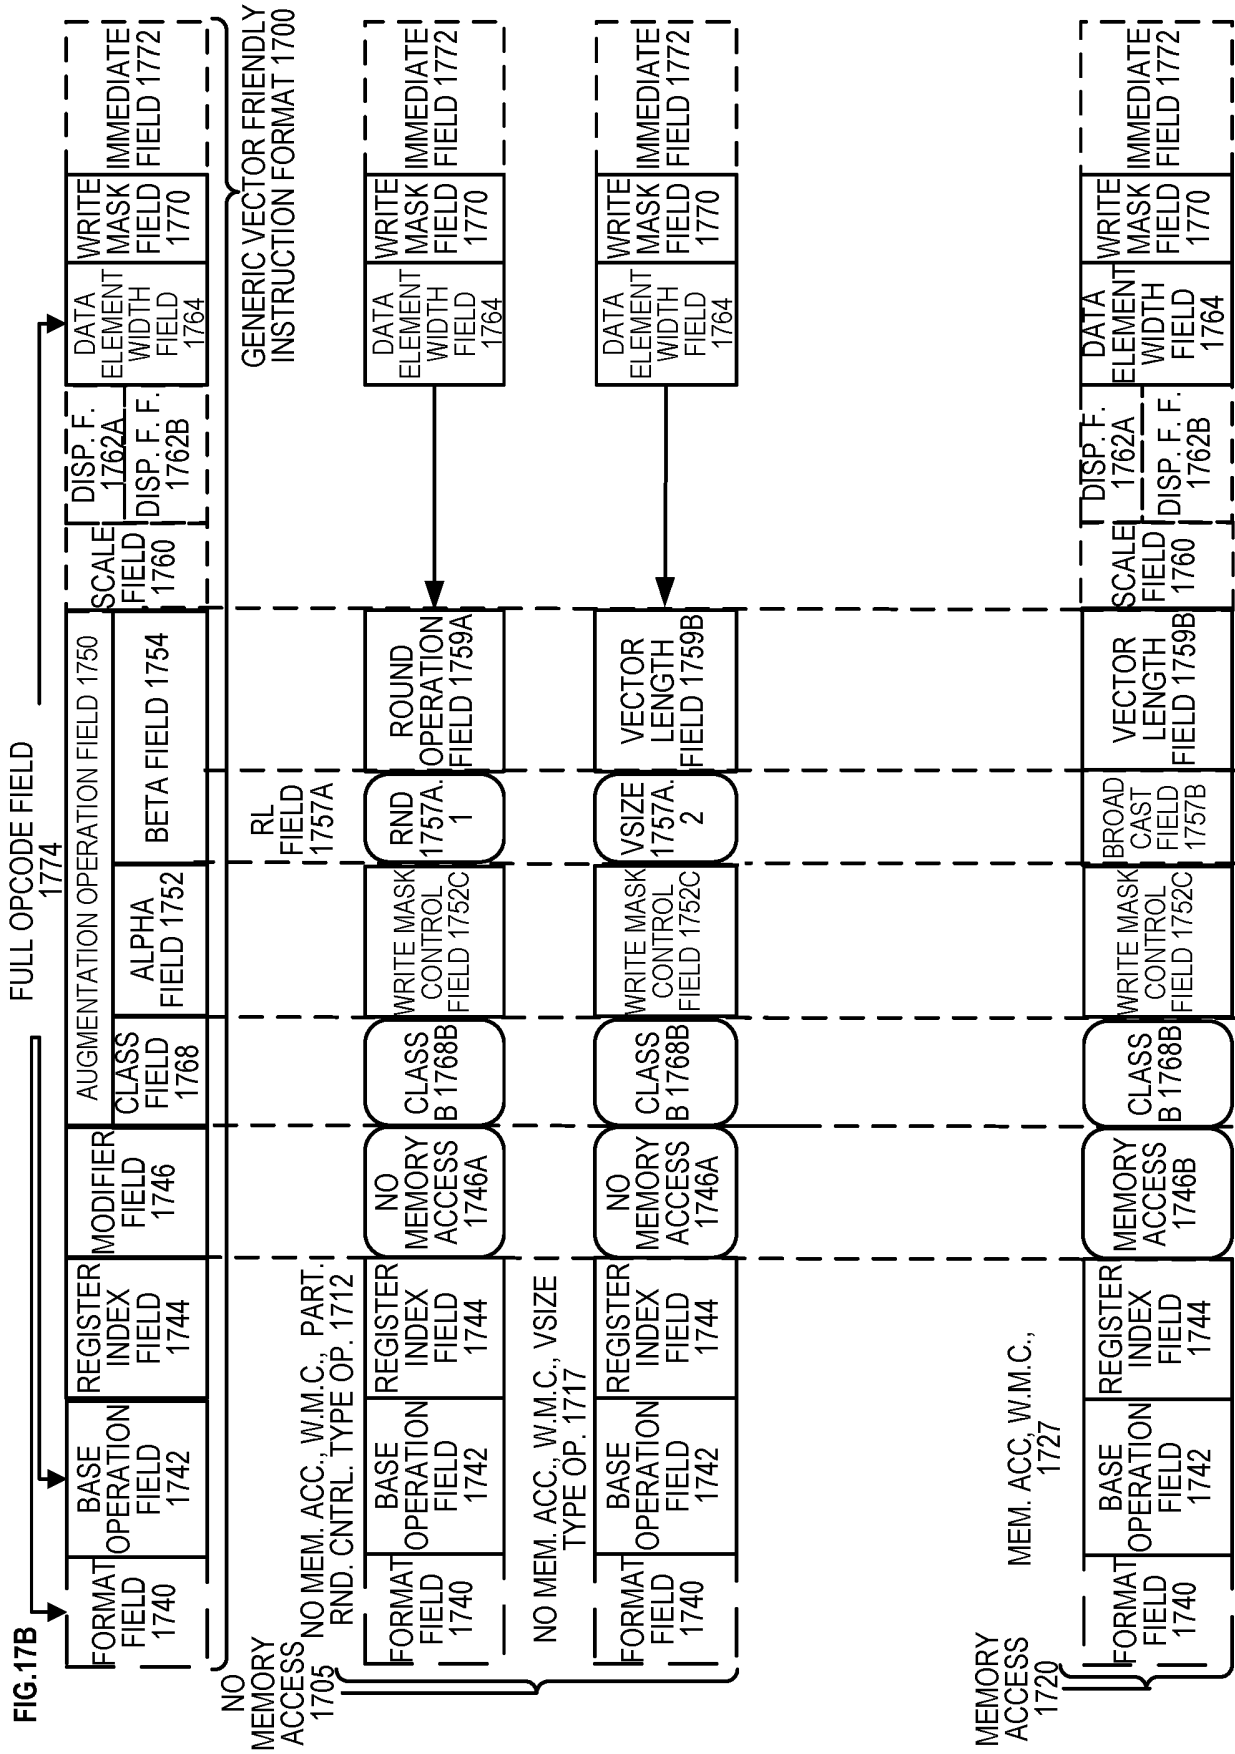 FIG.17B
FULL OPCODE FIELD
1774
FORMAT
FIELD
1740
BASE
OPERATION
FIELD
1742
REGISTER
INDEX
FIELD
1744
MODIFIER
FIELD
1746
AUGMENTATION OPERATION FIELD 1750
CLASS
FIELD
1768
ALPHA
FIELD 1752
BETA FIELD 1754
SCALE
FIELD
1760
DISP. F.
1762A
DISP. F. F.
1762B
DATA
ELEMENT
WIDTH
FIELD
1764
WRITE
MASK
FIELD
1770
IMMEDIATE
FIELD 1772
GENERIC VECTOR FRIENDLY
INSTRUCTION FORMAT 1700
NO
MEMORY
ACCESS
1705
RL
FIELD
1757A
NO MEM. ACC., W.M.C., PART.
RND. CNTRL. TYPE OP. 1712
FORMAT
FIELD
1740
BASE
OPERATION
FIELD
1742
REGISTER
INDEX
FIELD
1744
NO
MEMORY
ACCESS
1746A
CLASS
B 1768B
WRITE MASK
CONTROL
FIELD 1752C
RND
1757A.
1
ROUND
OPERATION
FIELD 1759A
DATA
ELEMENT
WIDTH
FIELD
1764
WRITE
MASK
FIELD
1770
IMMEDIATE
FIELD 1772
NO MEM. ACC., W.M.C., VSIZE
TYPE OP. 1717
FORMAT
FIELD
1740
BASE
OPERATION
FIELD
1742
REGISTER
INDEX
FIELD
1744
NO
MEMORY
ACCESS
1746A
CLASS
B 1768B
WRITE MASK
CONTROL
FIELD 1752C
VSIZE
1757A.
2
VECTOR
LENGTH
FIELD 1759B
DATA
ELEMENT
WIDTH
FIELD
1764
WRITE
MASK
FIELD
1770
IMMEDIATE
FIELD 1772
MEMORY
ACCESS
1720
MEM. ACC, W.M.C.,
1727
FORMAT
FIELD
1740
BASE
OPERATION
FIELD
1742
REGISTER
INDEX
FIELD
1744
MEMORY
ACCESS
1746B
CLASS
B 1768B
WRITE MASK
CONTROL
FIELD 1752C
BROAD
CAST
FIELD
1757B
VECTOR
LENGTH
FIELD 1759B
SCALE
FIELD
1760
DISP. F.
1762A
DISP. F. F.
1762B
DATA
ELEMENT
WIDTH
FIELD
1764
WRITE
MASK
FIELD
1770
IMMEDIATE
FIELD 1772